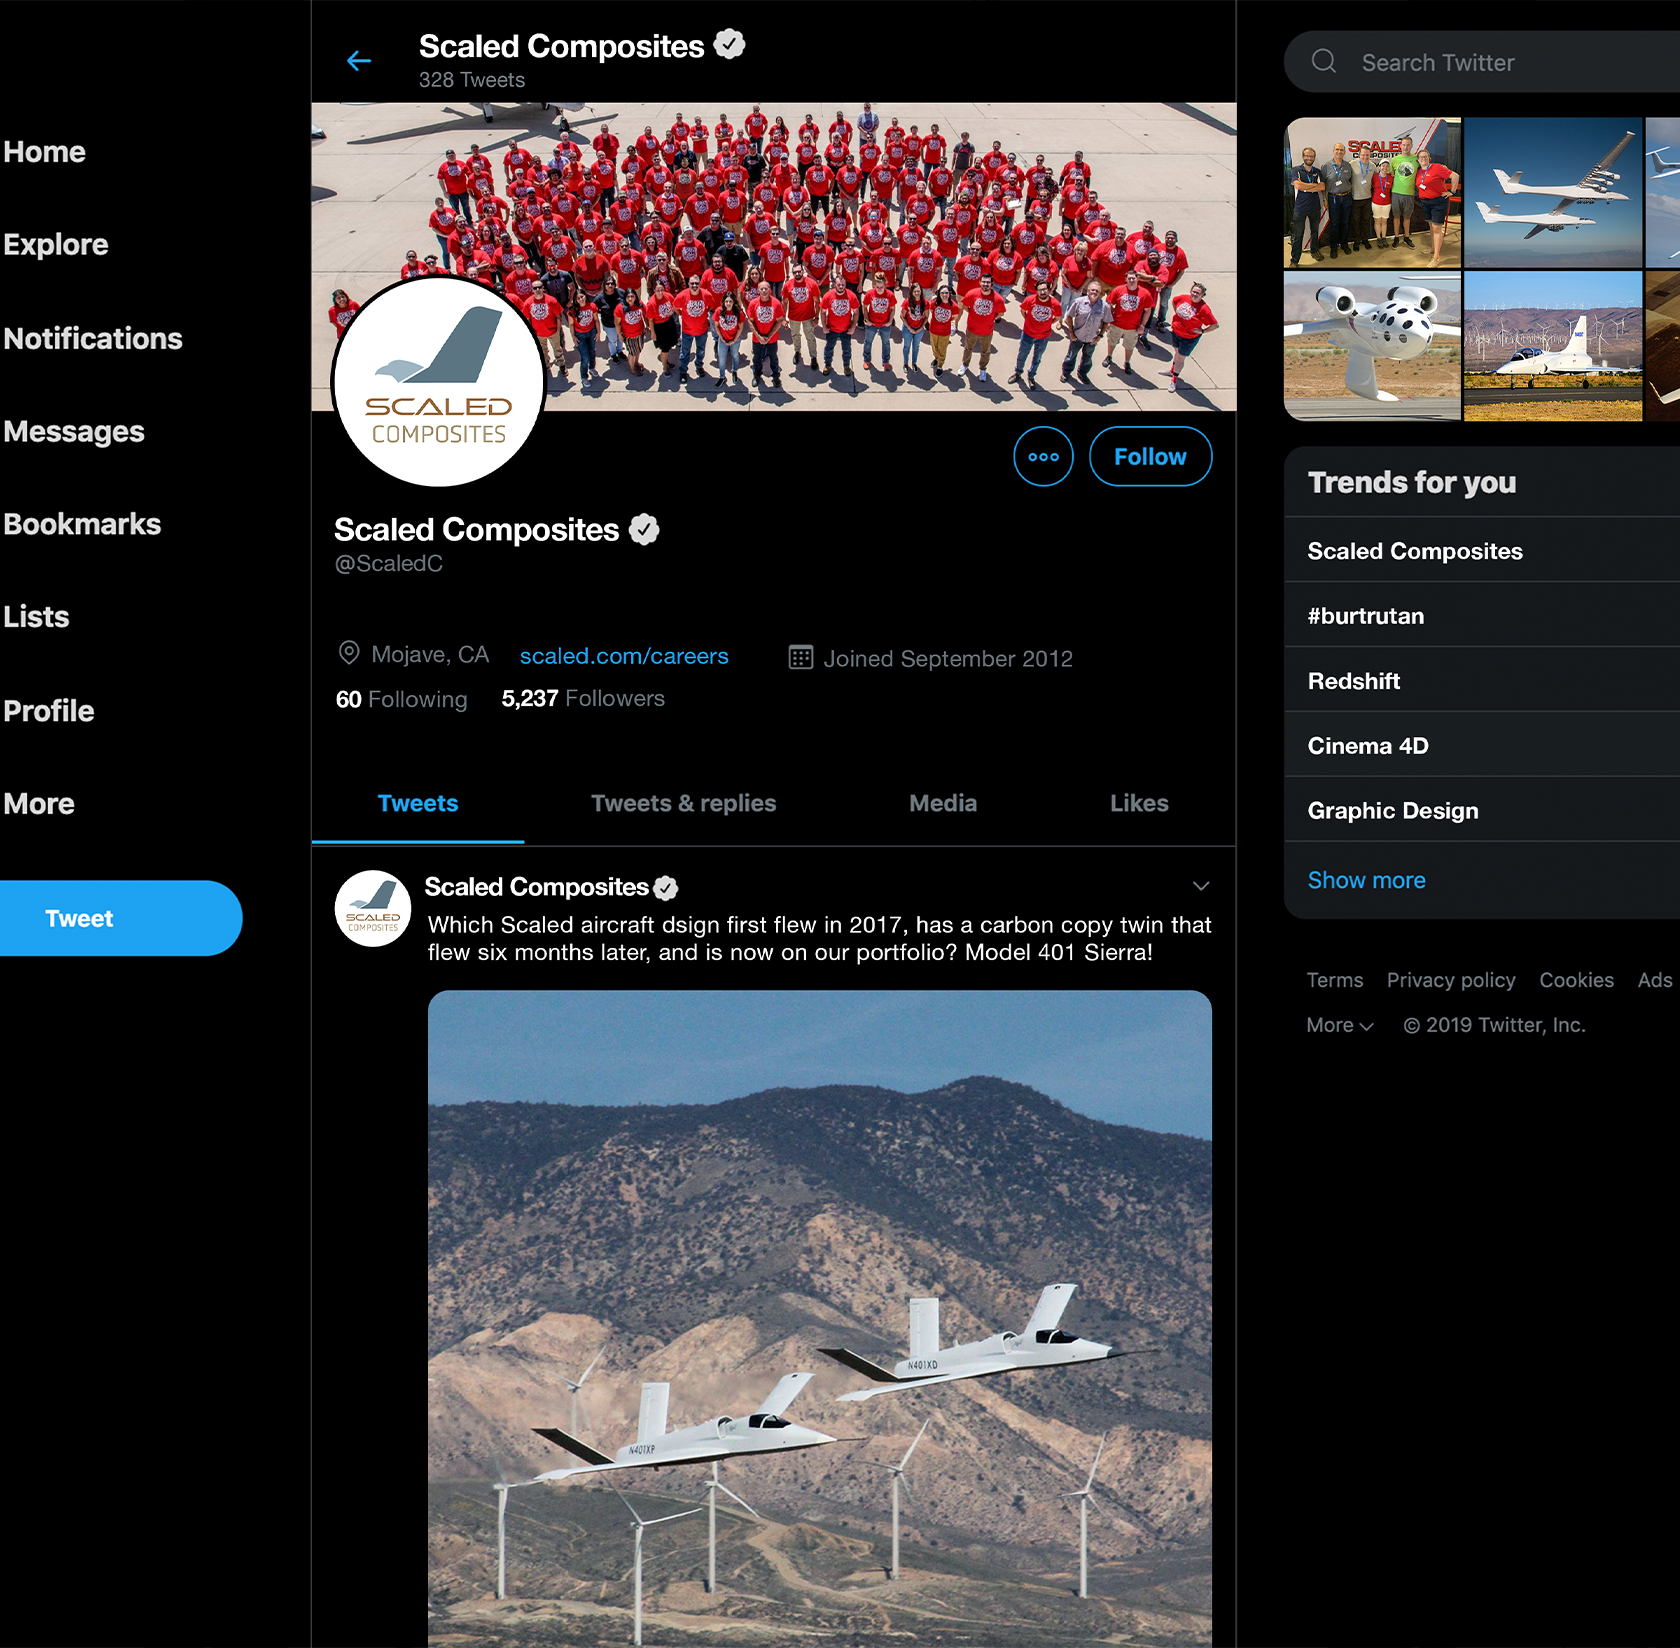 Home
Explore
Notifications
Messages
Bookmarks
Lists
Profile
More
Tweet
Scaled Composites
328 Tweets
SCALED
COMPOSITES
Follow
Scaled Composites
@ScaledC
Mojave, CA scaled.com/careers Joined September 2012
60 Following 5,237 Followers
Tweets Tweets & replies Media Likes
SCALED
COMPOSITES
Scaled Composites
Which Scaled aircraft dsign first flew in 2017, has a carbon copy twin that
flew six months later, and is now on our portfolio? Model 401 Sierra!
N401XD
N401XP
Search Twitter
SCALED
COMPOSITES
Trends for you
Scaled Composites
#burtrutan
Redshift
Cinema 4D
Graphic Design
Show more
Terms Privacy policy Cookies Ads
More © 2019 Twitter, Inc.